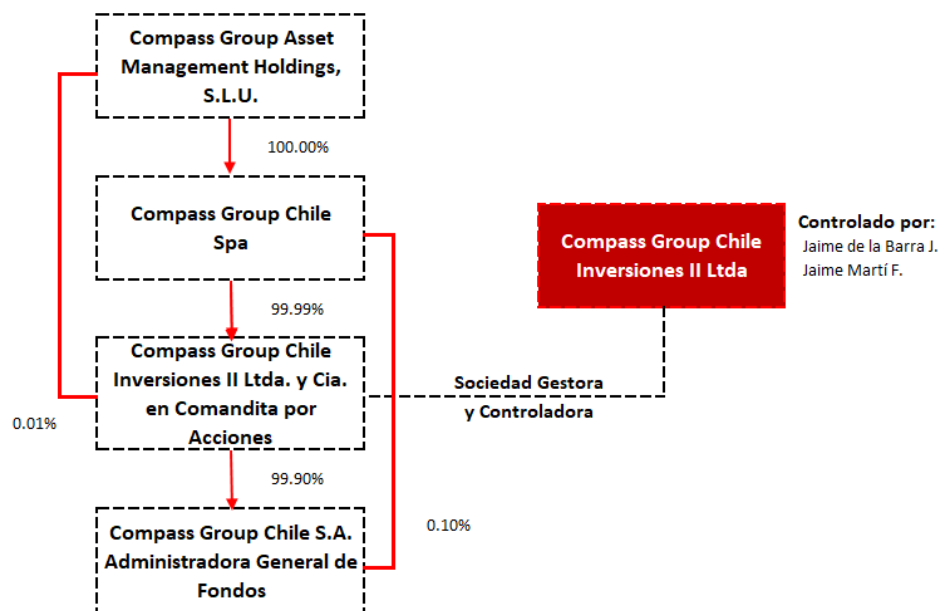 Compass Group Asset
Management Holdings,
S.L.U.
100.00%
Compass Group Chile
Spa
Compass Group Chile
Inversiones II Ltda
Controlado por:
Jaime de la Barra J.
Jaime Martí F.
99.99%
Compass Group Chile
Inversiones II Ltda. y Cia.
en Comandita por
Acciones
Sociedad Gestora
y Controladora
0.01%
99.90%
0.10%
Compass Group Chile S.A.
Administradora General de
Fondos